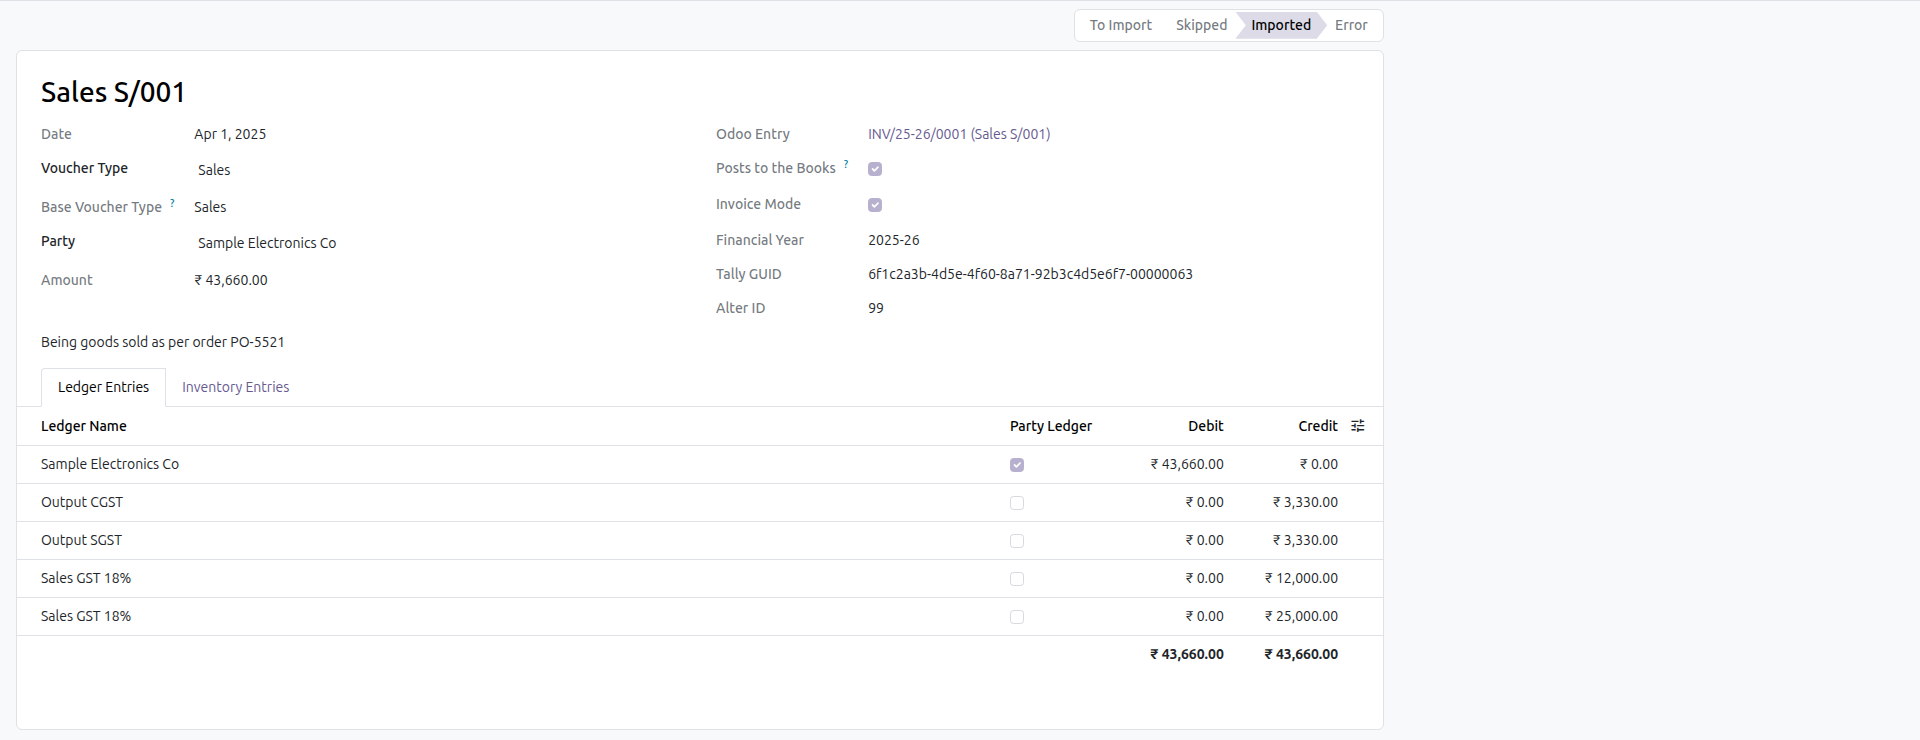 To Import Skipped Imported Error
Sales S/001
Date Apr 1, 2025
Odoo Entry INV/25-26/0001 (Sales S/001)
Voucher Type Sales
Posts to the Books ?
Base Voucher Type ? Sales
Invoice Mode
Party Sample Electronics Co
Financial Year 2025-26
Amount ₹ 43,660.00
Tally GUID 6f1c2a3b-4d5e-4f60-8a71-92b3c4d5e6f7-00000063
Alter ID 99
Being goods sold as per order PO-5521
Ledger Entries Inventory Entries
Ledger Name Party Ledger Debit Credit
Sample Electronics Co ₹ 43,660.00 ₹ 0.00
Output CGST ₹ 0.00 ₹ 3,330.00
Output SGST ₹ 0.00 ₹ 3,330.00
Sales GST 18% ₹ 0.00 ₹ 12,000.00
Sales GST 18% ₹ 0.00 ₹ 25,000.00
₹ 43,660.00 ₹ 43,660.00